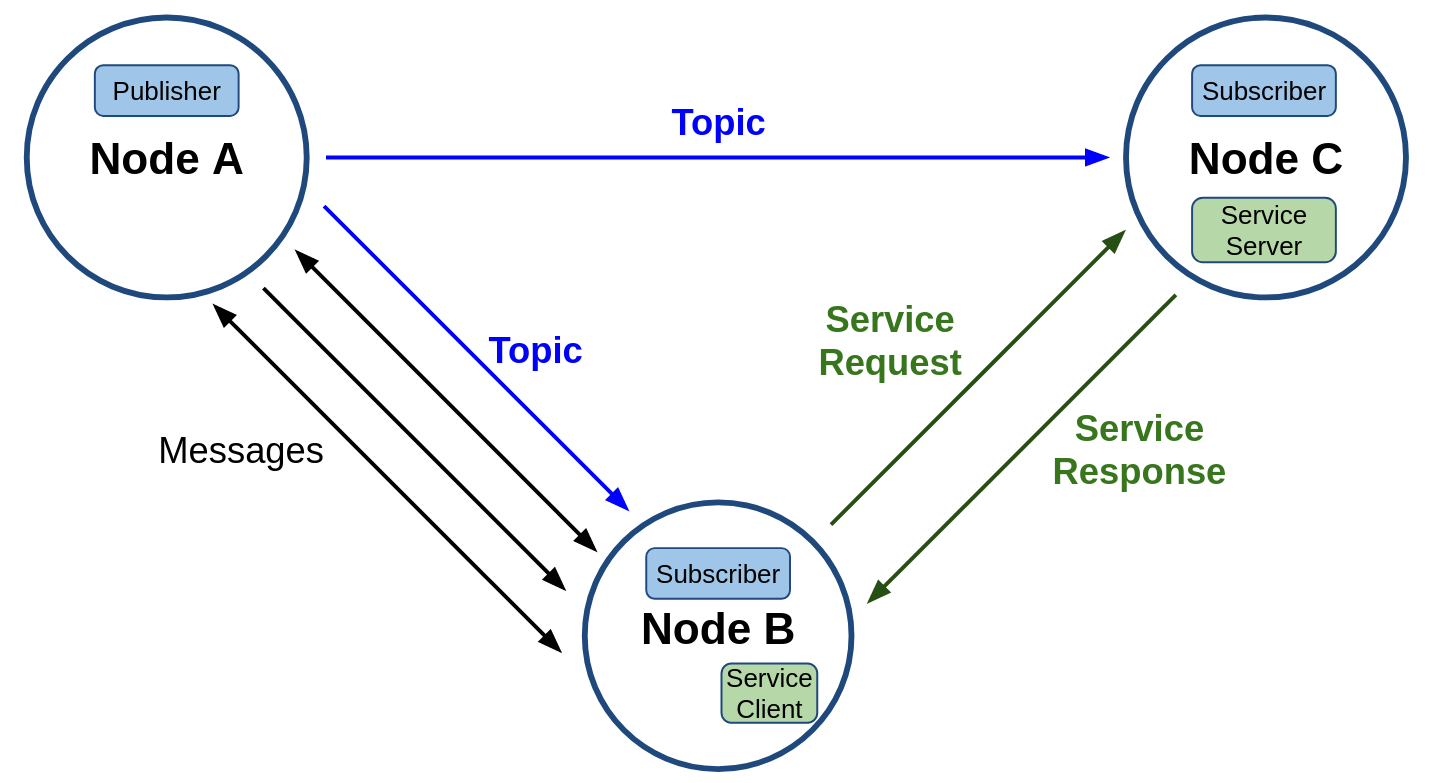 Publisher
Node A
Topic
Subscriber
Node C
Service
Server
Topic
Messages
Service
Request
Service
Response
Subscriber
Node B
Service
Client